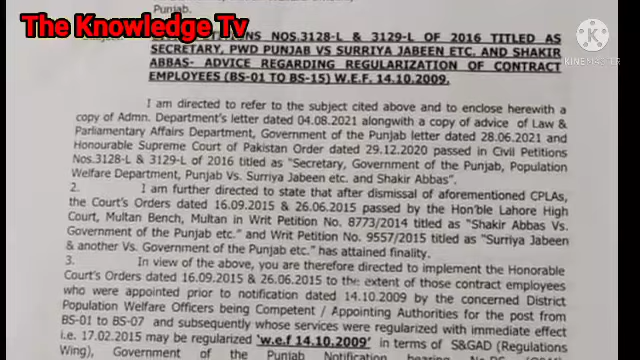 Punjab.
The Knowledge Tv
NOS.3128-L & 3129-L OF 2016 TITLED AS
SECRETARY, PWD PUNJAB VS SURRIYA JABEEN ETC. AND SHAKIR
ABBAS- ADVICE REGARDING REGULARIZATION OF CONTRACT
EMPLOYEES (BS-01 TO BS-15) W.E.F. 14.10.2009.
KINEMASTER
I am directed to refer to the subject cited above and to enclose herewith a
copy of Admn. Department's letter dated 04.08.2021 alongwith a copy of advice of Law &
Parliamentary Affairs Department, Government of the Punjab letter dated 28.06.2021 and
Honourable Supreme Court of Pakistan Order dated 29.12.2020 passed in Civil Petitions
Nos.3128-L & 3129-L of 2016 titled as "Secretary, Government of the Punjab, Population
Welfare Department, Punjab Vs. Surriya Jabeen etc. and Shakir Abbas".
2. I am further directed to state that after dismissal of aforementioned CPLAs,
the Court's Orders dated 16.09.2015 & 26.06.2015 passed by the Hon'ble Lahore High
Court, Multan Bench, Multan in Writ Petition No. 8773/2014 titled as "Shakir Abbas Vs.
Government of the Punjab etc." and Writ Petition No. 9557/2015 titled as "Surriya Jabeen
& another Vs. Government of the Punjab etc." has attained finality.
3. In view of the above, you are therefore directed to implement the Honorable
Court's Orders dated 16.09.2015 & 26.06.2015 to the extent of those contract employees
who were appointed prior to notification dated 14.10.2009 by the concerned District
Population Welfare Officers being Competent / Appointing Authorities for the post from
BS-01 to BS-07 and subsequently whose services were regularized with immediate effect
i.e. 17.02.2015 may be regularized 'w.e.f 14.10.2009' in terms of S&GAD (Regulations
Wing), Government of the Punjab Notification bearing